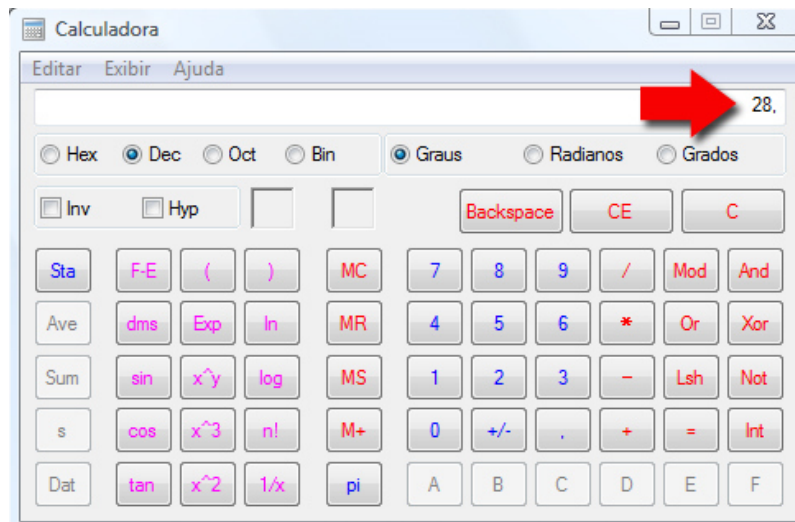 Calculadora
Editar Exibir Ajuda
28,
Hex Dec Oct Bin Graus Radianos Grados
Inv Hyp Backspace CE C
Sta F-E ( ) MC 7 8 9 / Mod And
Ave dms Exp ln MR 4 5 6 * Or Xor
Sum sin x^y log MS 1 2 3 - Lsh Not
s cos x^3 n! M+ 0 +/- , + = Int
Dat tan x^2 1/x pi A B C D E F